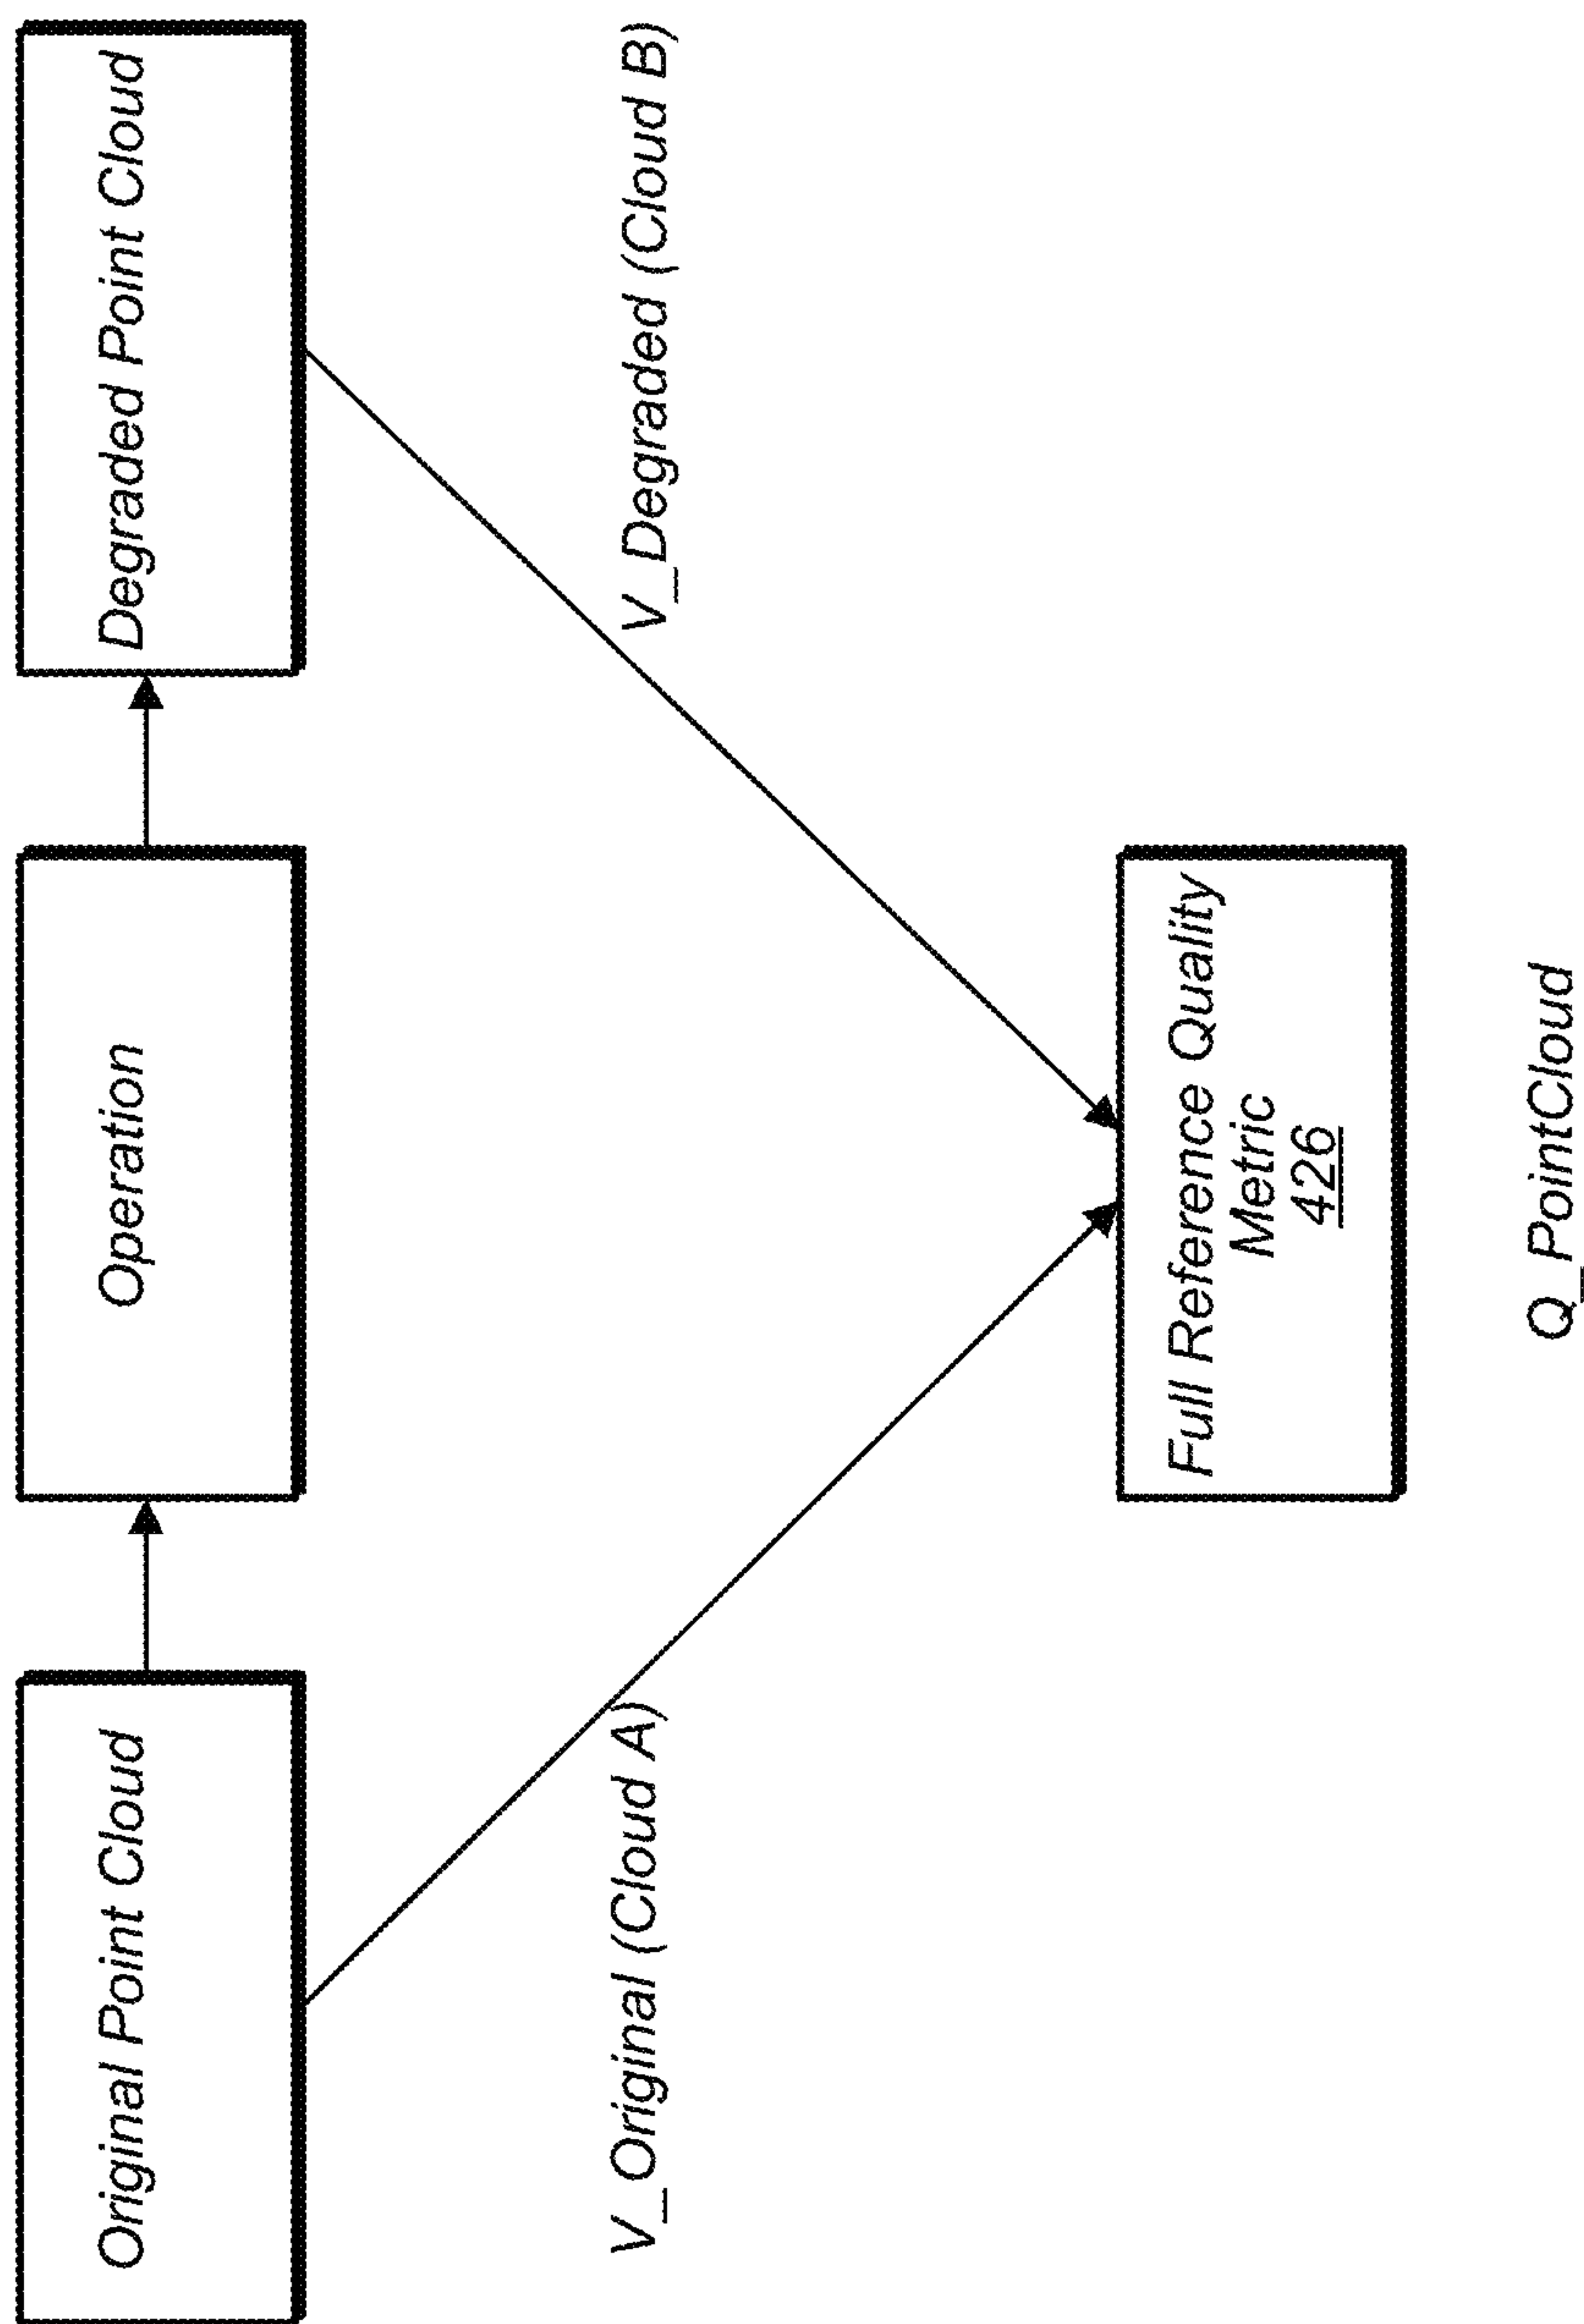 Original Point Cloud
Operation
Degraded Point Cloud
V_Original (Cloud A)
V_Degraded (Cloud B)
Full Reference Quality
Metric
426
Q_PointCloud